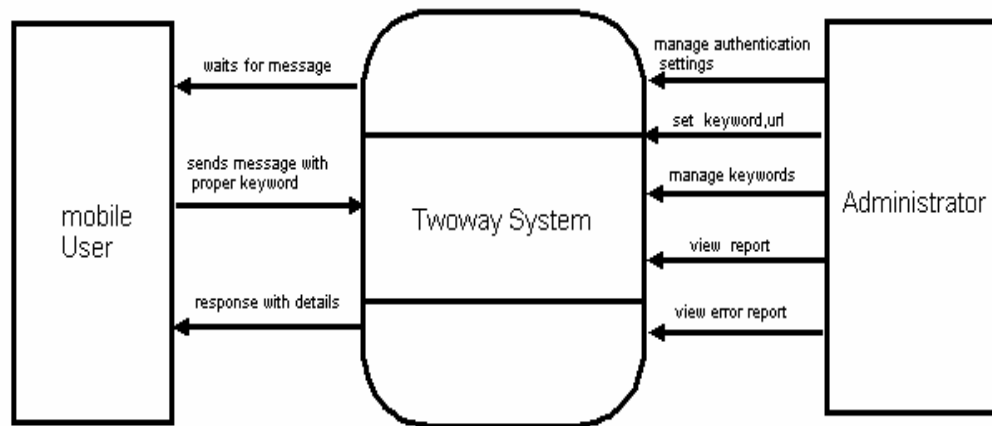 waits for message
sends message with
proper keyword
response with details
mobile
User
Twoway System
manage authentication
settings
set keyword,url
manage keywords
view report
view error report
Administrator